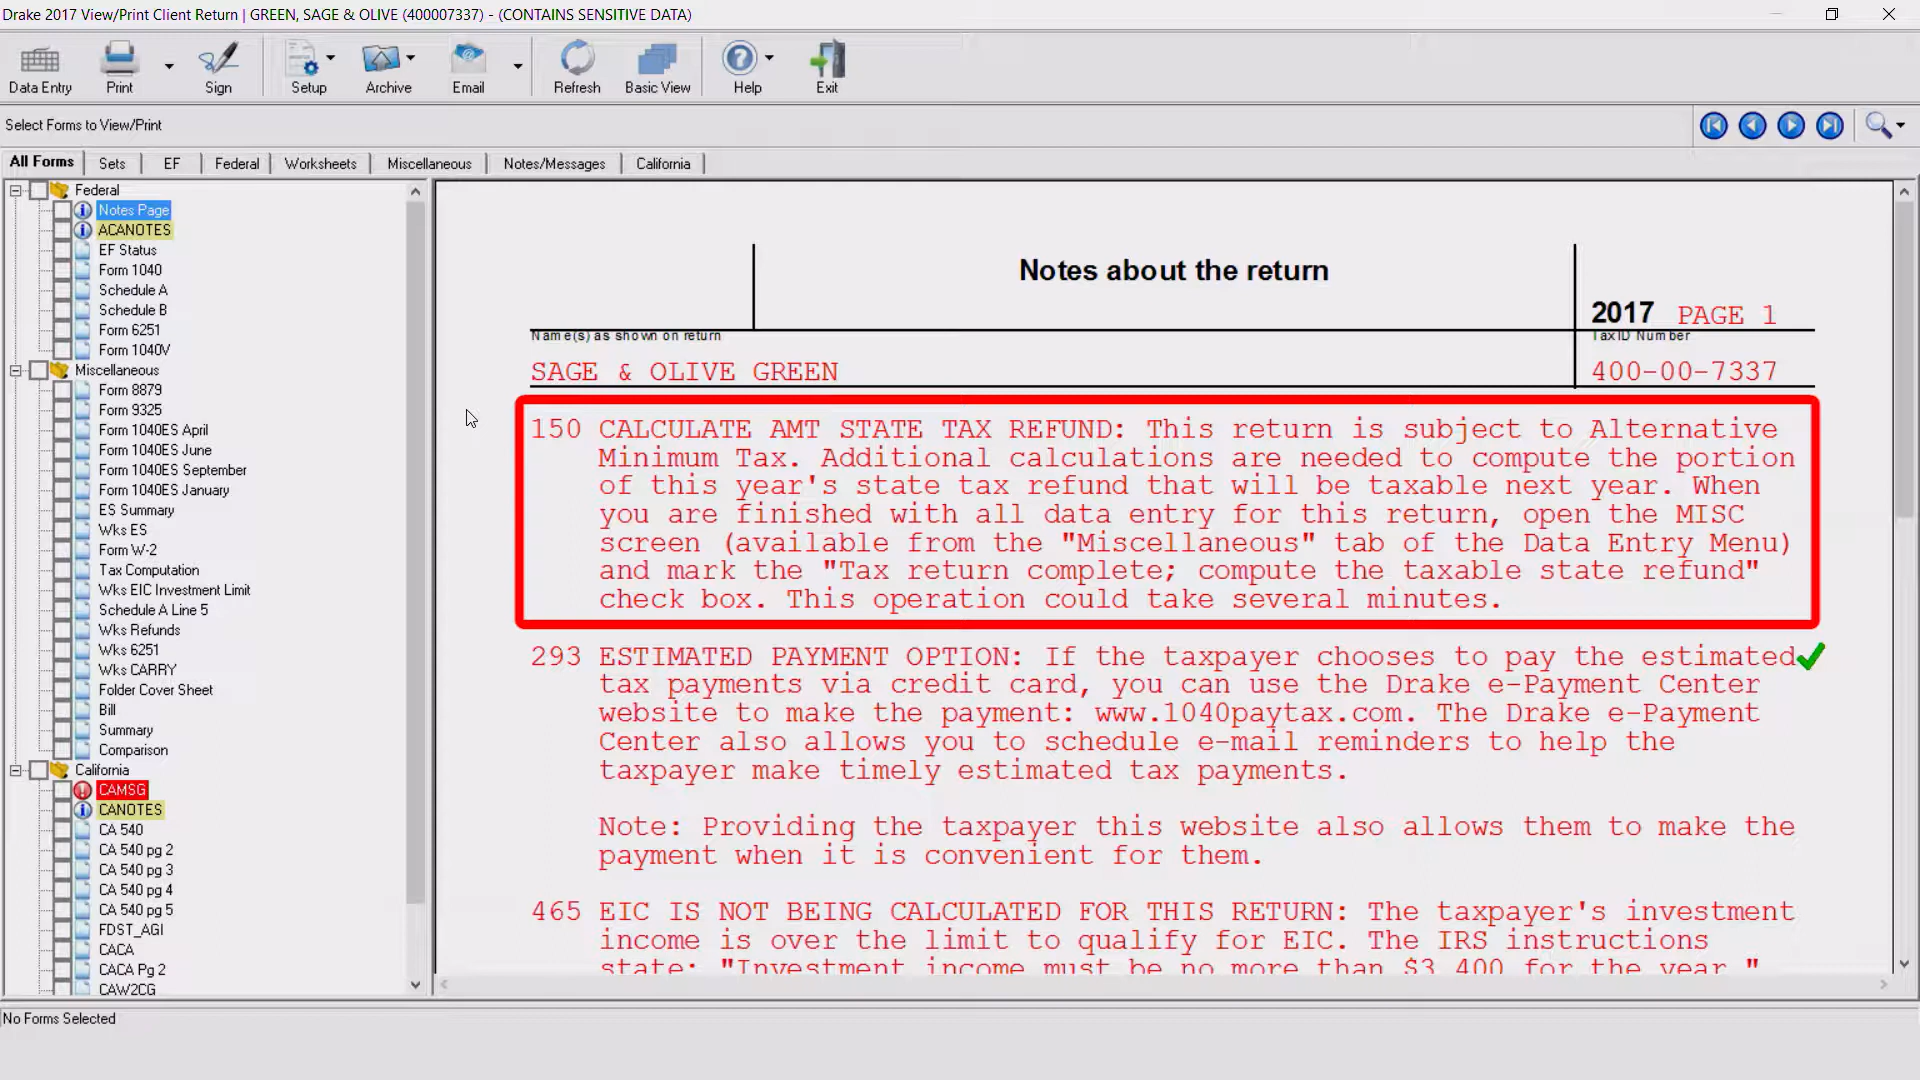 Drake 2017 View/Print Client Return | GREEN, SAGE & OLIVE (400007337) - (CONTAINS SENSITIVE DATA)
Data Entry
Print
Sign
Setup
Archive
Email
Refresh
Basic View
Help
Exit
Select Forms to View/Print
All Forms
Sets
EF
Federal
Worksheets
Miscellaneous
Notes/Messages
California
Federal
Notes Page
ACANOTES
EF Status
Form 1040
Schedule A
Schedule B
Form 6251
Form 1040V
Miscellaneous
Form 8879
Form 9325
Form 1040ES April
Form 1040ES June
Form 1040ES September
Form 1040ES January
ES Summary
Wks ES
Form W-2
Tax Computation
Wks EIC Investment Limit
Schedule A Line 5
Wks Refunds
Wks 6251
Wks CARRY
Folder Cover Sheet
Bill
Summary
Comparison
California
CAMSG
CANOTES
CA 540
CA 540 pg 2
CA 540 pg 3
CA 540 pg 4
CA 540 pg 5
FDST_AGI
CACA
CACA Pg 2
CAW2CG
Notes about the return
2017 PAGE 1
Name(s) as shown on return
Tax ID Number
SAGE & OLIVE GREEN
400-00-7337
150 CALCULATE AMT STATE TAX REFUND: This return is subject to Alternative
Minimum Tax. Additional calculations are needed to compute the portion
of this year's state tax refund that will be taxable next year. When
you are finished with all data entry for this return, open the MISC
screen (available from the "Miscellaneous" tab of the Data Entry Menu)
and mark the "Tax return complete; compute the taxable state refund"
check box. This operation could take several minutes.
293 ESTIMATED PAYMENT OPTION: If the taxpayer chooses to pay the estimated
tax payments via credit card, you can use the Drake e-Payment Center
website to make the payment: www.1040paytax.com. The Drake e-Payment
Center also allows you to schedule e-mail reminders to help the
taxpayer make timely estimated tax payments.
Note: Providing the taxpayer this website also allows them to make the
payment when it is convenient for them.
465 EIC IS NOT BEING CALCULATED FOR THIS RETURN: The taxpayer's investment
income is over the limit to qualify for EIC. The IRS instructions
state: "Investment income must be no more than $3,400 for the year."
No Forms Selected